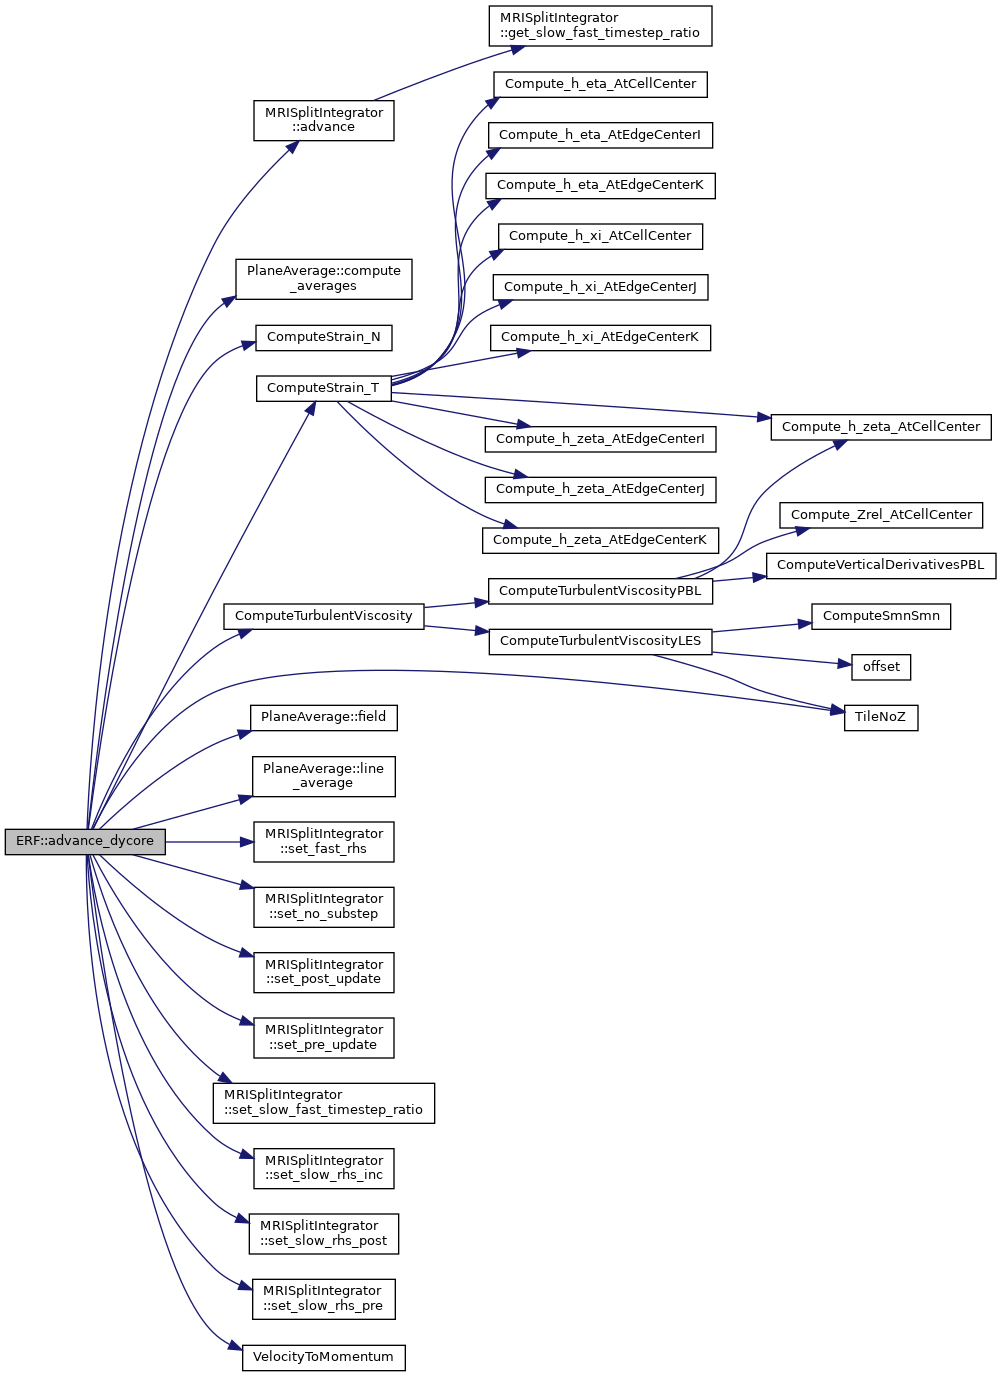 MRISplitIntegrator
::get_slow_fast_timestep_ratio
Compute_h_eta_AtCellCenter
MRISplitIntegrator
::advance
Compute_h_eta_AtEdgeCenterI
Compute_h_eta_AtEdgeCenterK
Compute_h_xi_AtCellCenter
PlaneAverage::compute
_averages
Compute_h_xi_AtEdgeCenterJ
ComputeStrain_N
Compute_h_xi_AtEdgeCenterK
ComputeStrain_T
Compute_h_zeta_AtCellCenter
Compute_h_zeta_AtEdgeCenterI
Compute_h_zeta_AtEdgeCenterJ
Compute_Zrel_AtCellCenter
Compute_h_zeta_AtEdgeCenterK
ComputeVerticalDerivativesPBL
ComputeTurbulentViscosityPBL
ComputeTurbulentViscosity
ComputeSmnSmn
ComputeTurbulentViscosityLES
offset
PlaneAverage::field
TileNoZ
PlaneAverage::line
_average
ERF::advance_dycore
MRISplitIntegrator
::set_fast_rhs
MRISplitIntegrator
::set_no_substep
MRISplitIntegrator
::set_post_update
MRISplitIntegrator
::set_pre_update
MRISplitIntegrator
::set_slow_fast_timestep_ratio
MRISplitIntegrator
::set_slow_rhs_inc
MRISplitIntegrator
::set_slow_rhs_post
MRISplitIntegrator
::set_slow_rhs_pre
VelocityToMomentum